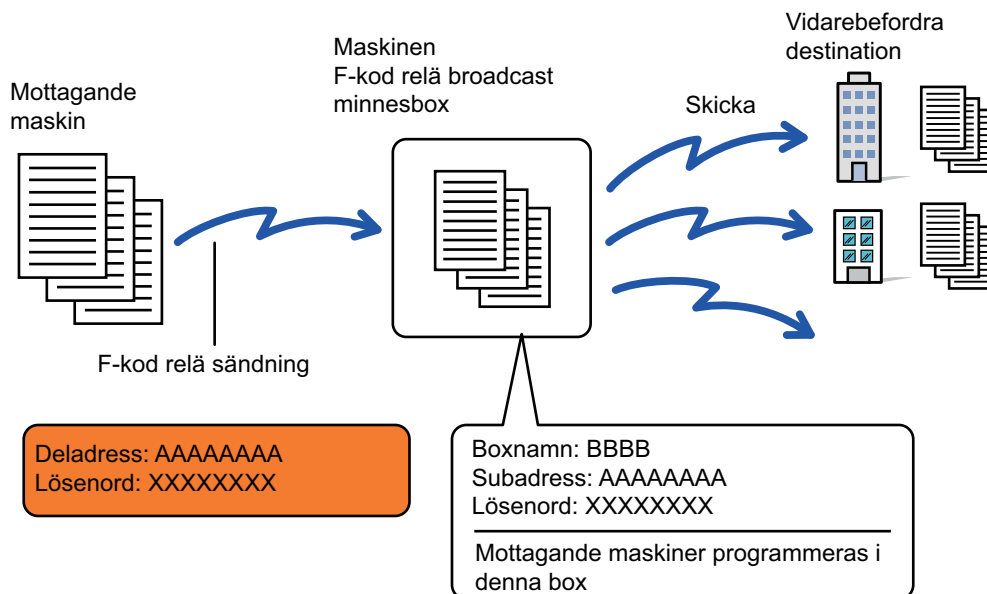 Mottagande
maskin
Maskinen
F-kod relä broadcast
minnesbox
Skicka
Vidarebefordra
destination
F-kod relä sändning
Deladress: AAAAAAAA
Lösenord: XXXXXXXX
Boxnamn: BBBB
Subadress: AAAAAAAA
Lösenord: XXXXXXXX
Mottagande maskiner programmeras i
denna box